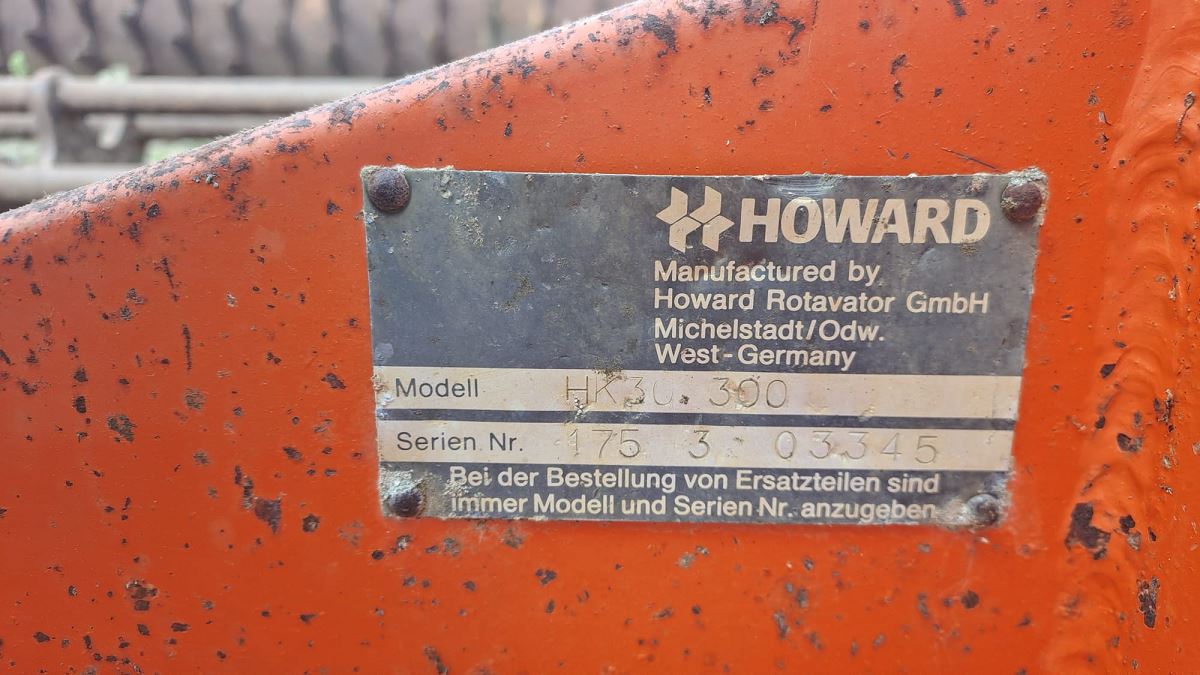 HOWARD
Manufactured by
Howard Rotavator GmbH
Michelstadt/Odw.
West-Germany
Modell HK30. 300
Serien. Nr. 175 3 03345
Bei der Bestellung von Ersatzteilen sind
immer Modell und Serien Nr. anzugeben